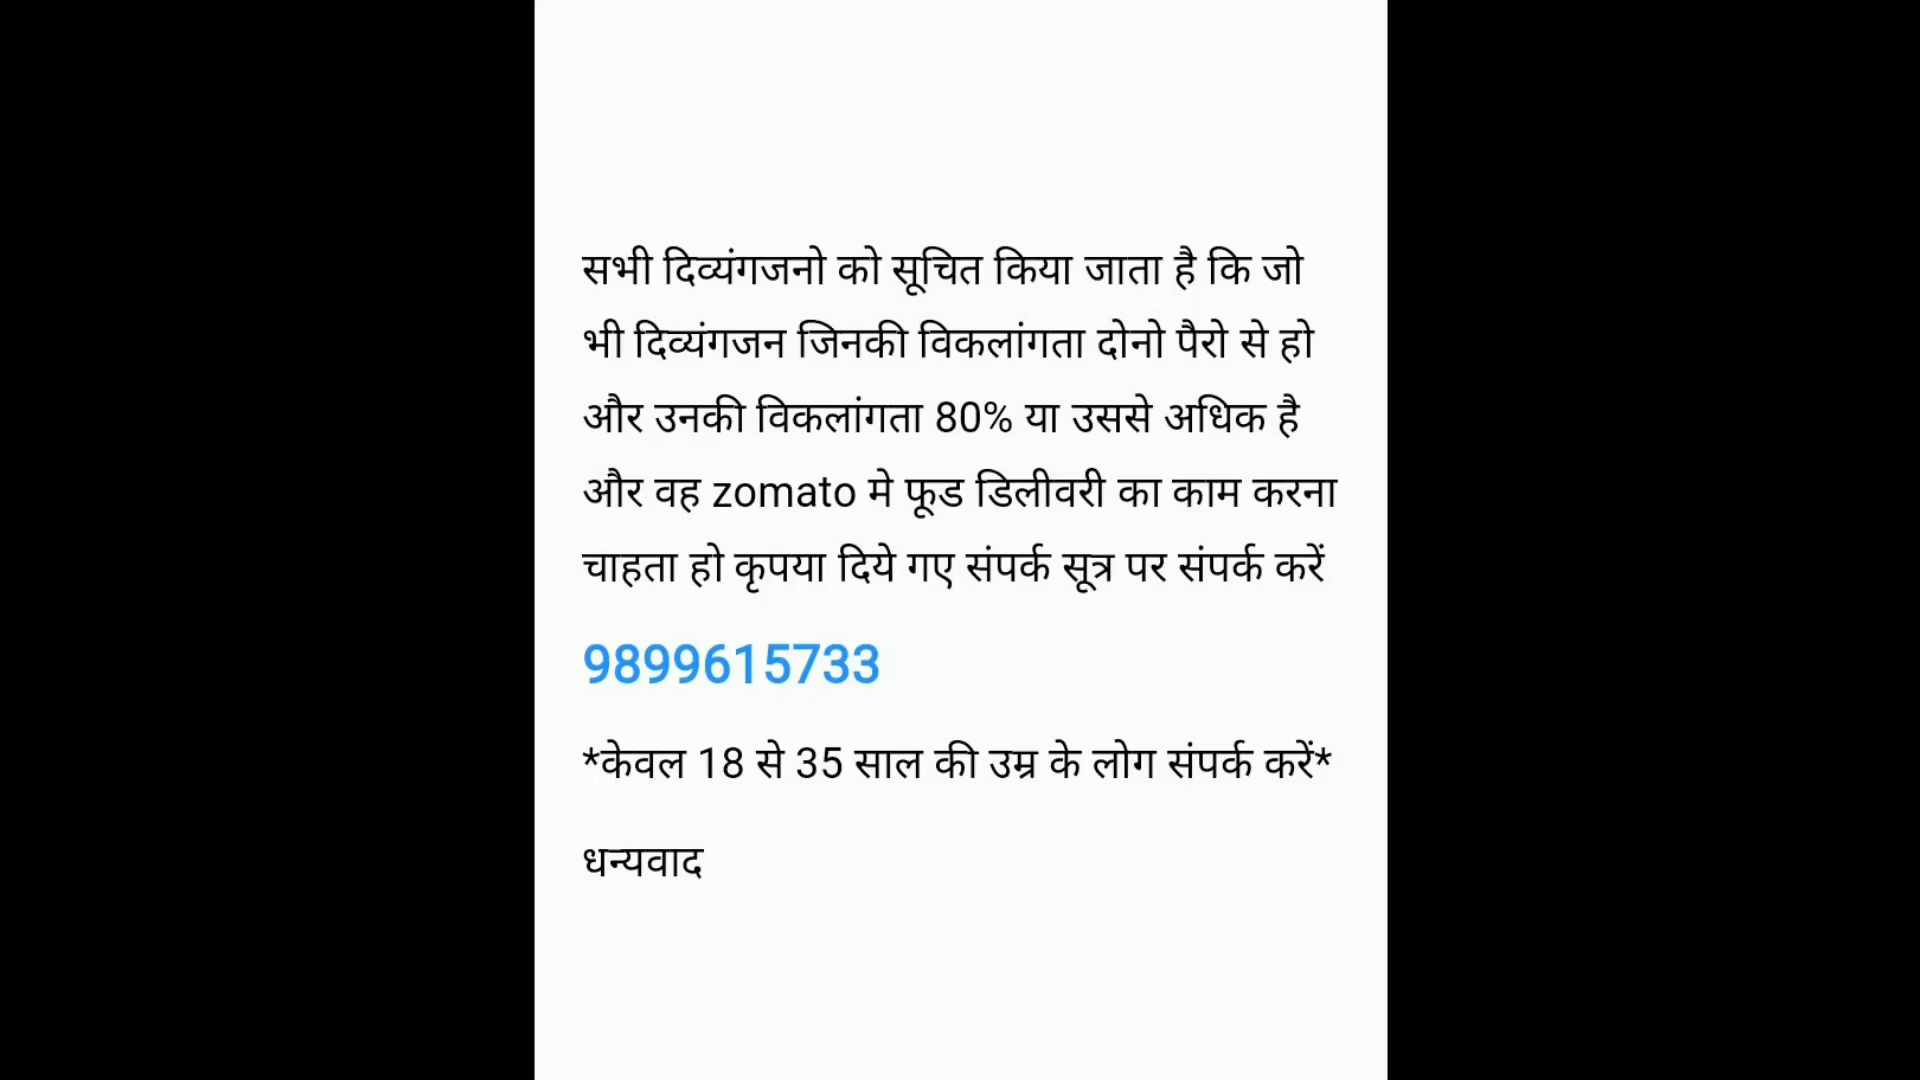 सभी दिव्यंगजनो को सूचित किया जाता है कि जो
भी दिव्यंगजन जिनकी विकलांगता दोनो पैरो से हो
और उनकी विकलांगता 80% या उससे अधिक है
और वह zomato मे फूड डिलीवरी का काम करना
चाहता हो कृपया दिये गए संपर्क सूत्र पर संपर्क करें
9899615733
*केवल 18 से 35 साल की उम्र के लोग संपर्क करें*
धन्यवाद